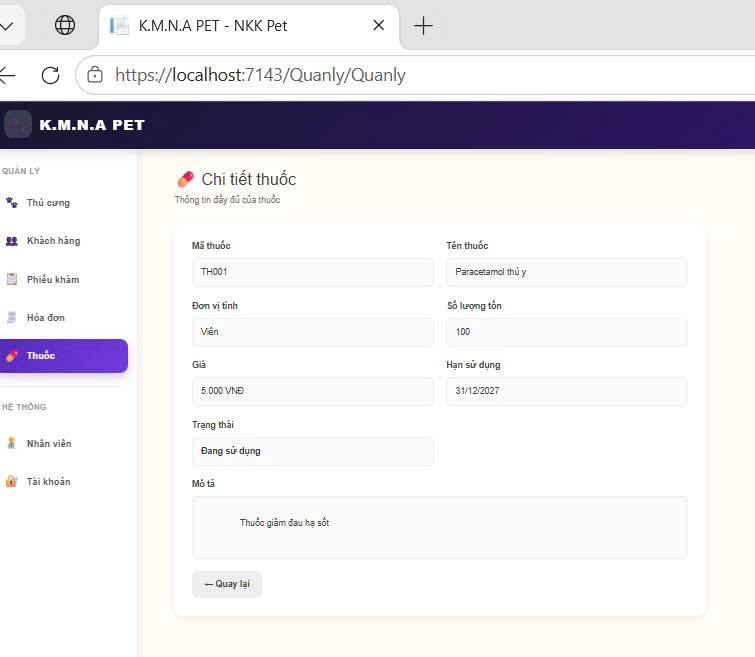 K.M.N.A PET - NKK Pet
https://localhost:7143/Quanly/Quanly
K.M.N.A PET
QUẢN LÝ
Thú cưng
Khách hàng
Phiếu khám
Hóa đơn
Thuốc
HỆ THỐNG
Nhân viên
Tài khoản
Chi tiết thuốc
Thông tin đầy đủ của thuốc
Mã thuốc
Tên thuốc
TH001
Paracetamol thú y
Đơn vị tính
Số lượng tồn
Viên
100
Giá
Hạn sử dụng
5.000 VNĐ
31/12/2027
Trạng thái
Đang sử dụng
Mô tả
Thuốc giảm đau hạ sốt
← Quay lại